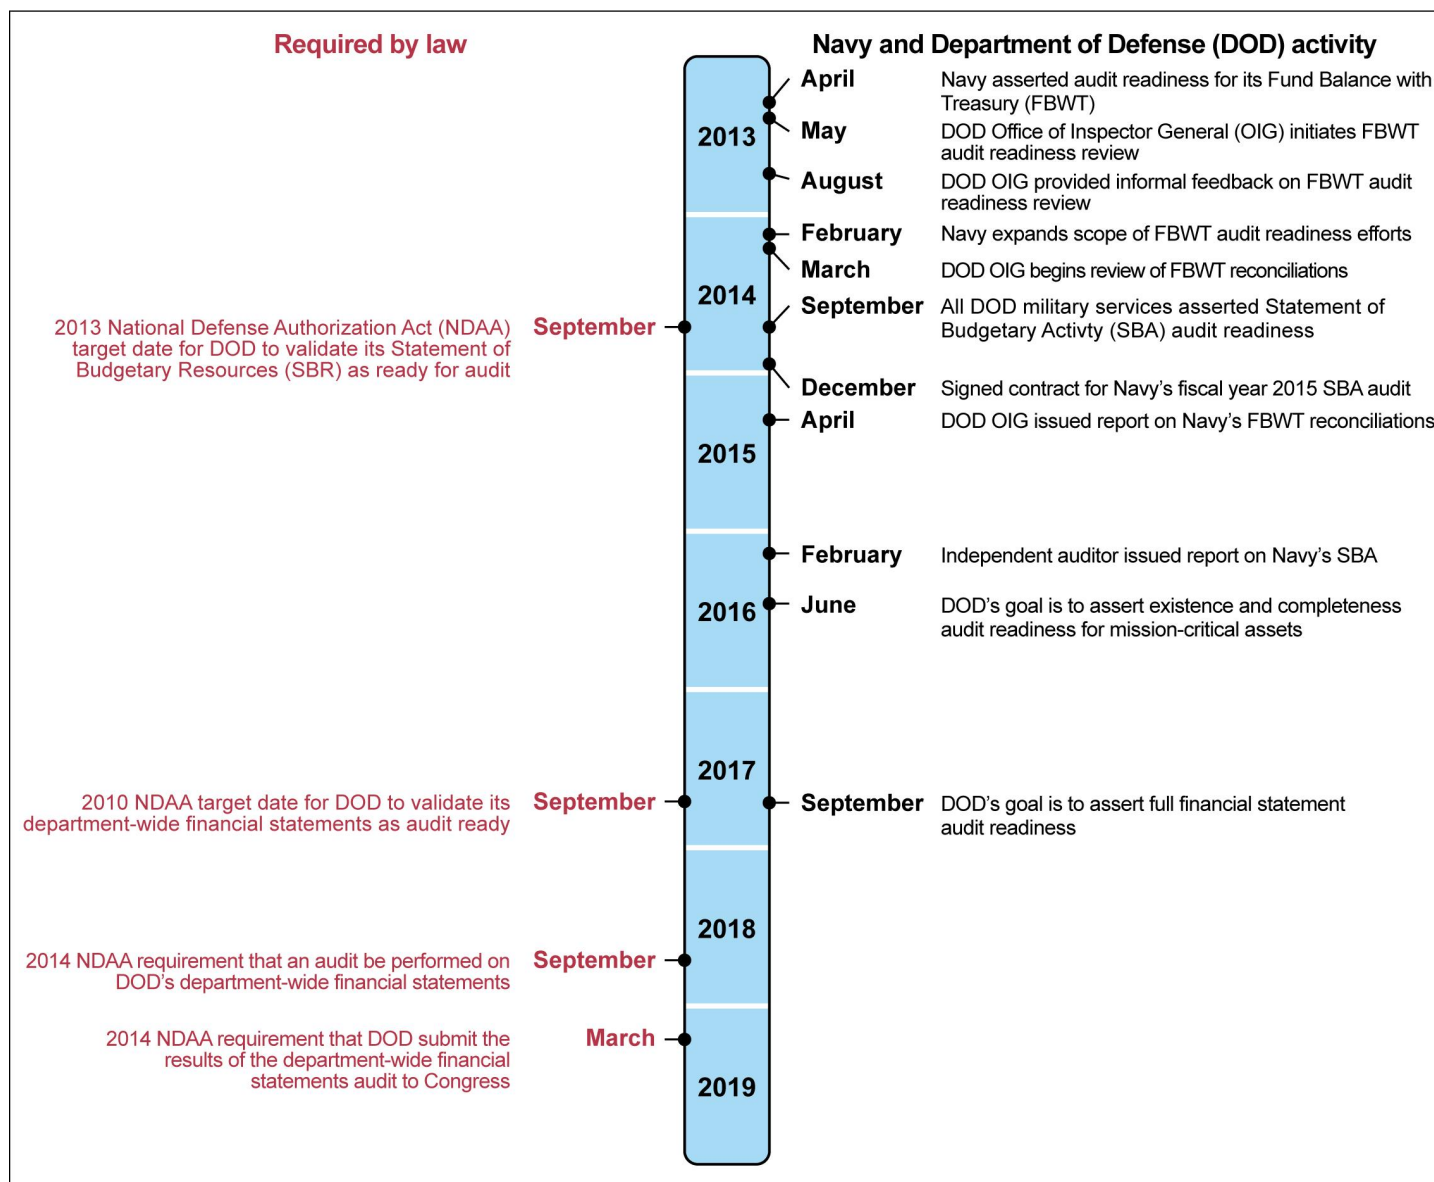 Required by law
Navy and Department of Defense (DOD) activity
2013
April
Navy asserted audit readiness for its Fund Balance with
Treasury (FBWT)
May
DOD Office of Inspector General (OIG) initiates FBWT
audit readiness review
August
DOD OIG provided informal feedback on FBWT audit
readiness review
2014
February
Navy expands scope of FBWT audit readiness efforts
March
DOD OIG begins review of FBWT reconciliations
2013 National Defense Authorization Act (NDAA)
target date for DOD to validate its Statement of
Budgetary Resources (SBR) as ready for audit
September
September
All DOD military services asserted Statement of
Budgetary Activty (SBA) audit readiness
December
Signed contract for Navy’s fiscal year 2015 SBA audit
2015
April
DOD OIG issued report on Navy’s FBWT reconciliations
2016
February
Independent auditor issued report on Navy’s SBA
June
DOD’s goal is to assert existence and completeness
audit readiness for mission-critical assets
2017
2010 NDAA target date for DOD to validate its
department-wide financial statements as audit ready
September
September
DOD’s goal is to assert full financial statement
audit readiness
2018
2014 NDAA requirement that an audit be performed on
DOD’s department-wide financial statements
September
2014 NDAA requirement that DOD submit the
results of the department-wide financial
statements audit to Congress
March
2019